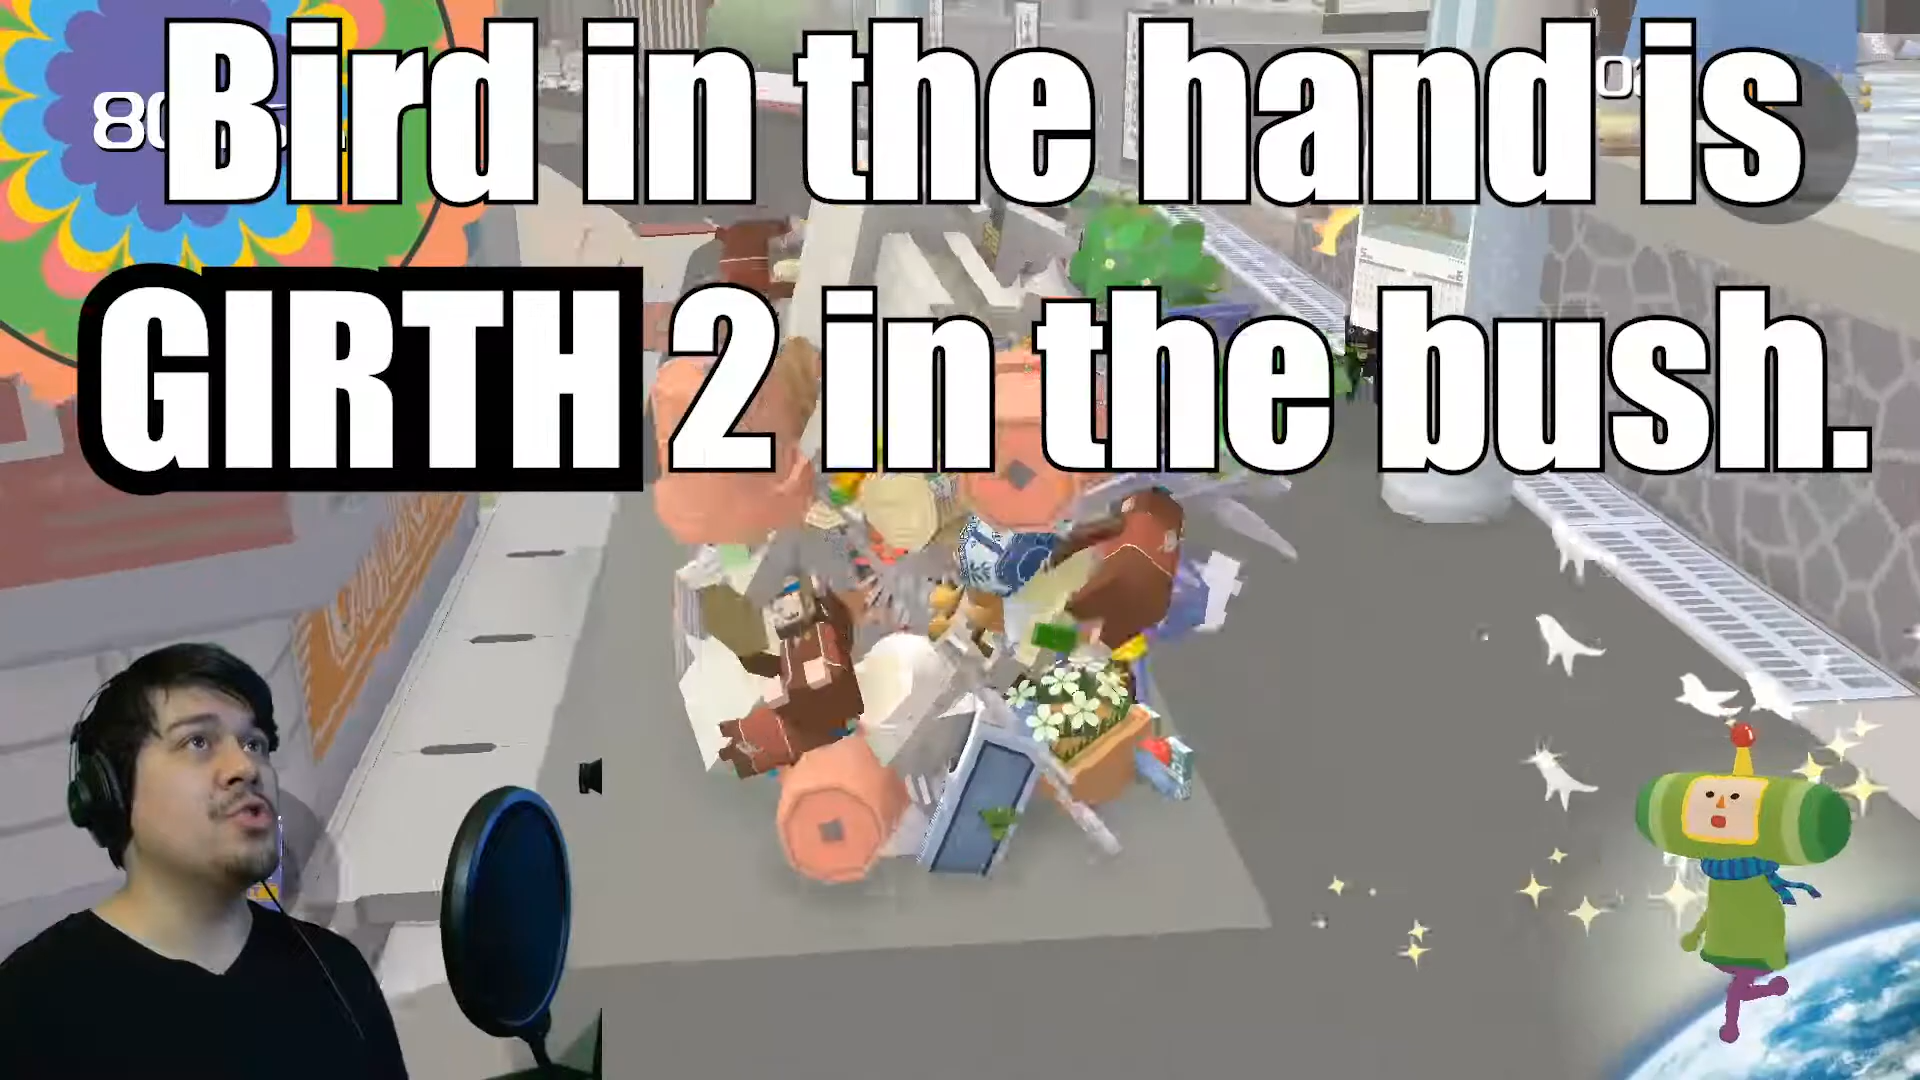 Bird in the hand is
GIRTH 2 in the bush.